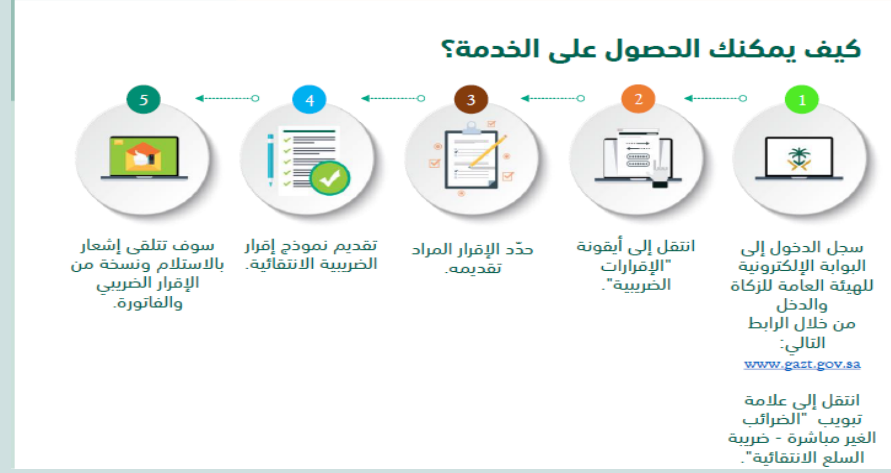 كيف يمكنك الحصول على الخدمة؟
1
سجل الدخول إلى
البوابة الإلكترونية
للهيئة العامة للزكاة
والدخل
من خلال الرابط
التالي:
www.gazt.gov.sa
انتقل إلى علامة
تبويب "الضرائب
الغير مباشرة - ضريبة
السلع الانتقائية".
2
انتقل إلى أيقونة
"الإقرارات
الضريبية".
3
حدّد الإقرار المراد
تقديمه.
4
تقديم نموذج إقرار
الضريبية الانتقائية.
5
سوف تتلقى إشعار
بالاستلام ونسخة من
الإقرار الضريبي
والفاتورة.